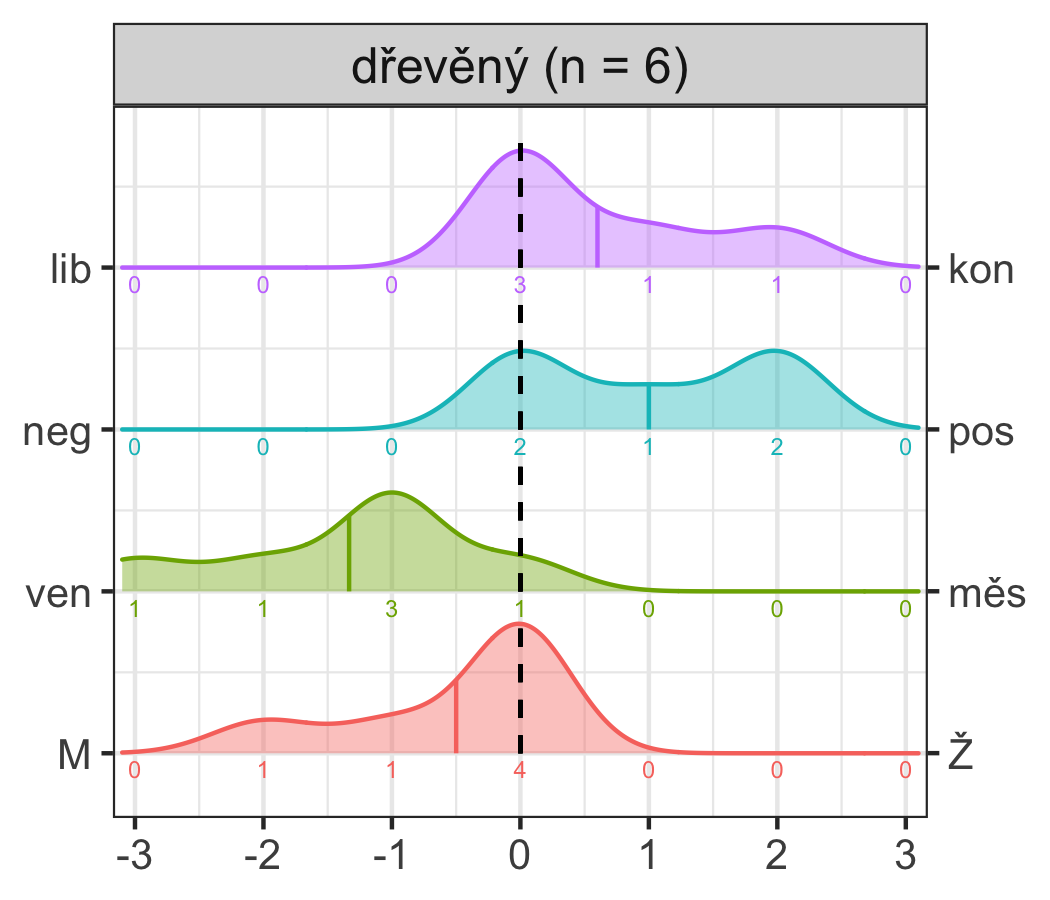 dřevěný (n = 6)
lib kon
0 0 0 3 1 1 0
neg pos
0 0 0 2 1 2 0
ven měs
1 1 3 1 0 0 0
M Ž
0 1 1 4 0 0 0
-3 -2 -1 0 1 2 3